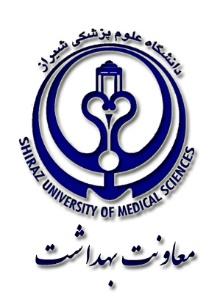 دانشگاه علوم پزشکی شیراز
SHIRAZ UNIVERSITY OF MEDICAL SCIENCES
معاونت بهداشت